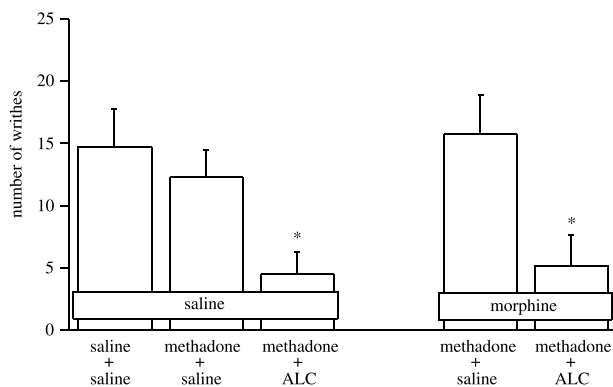 25
20
15
10
5
0
number of writhes
*
*
saline
morphine
saline
+
saline
methadone
+
saline
methadone
+
ALC
methadone
+
saline
methadone
+
ALC